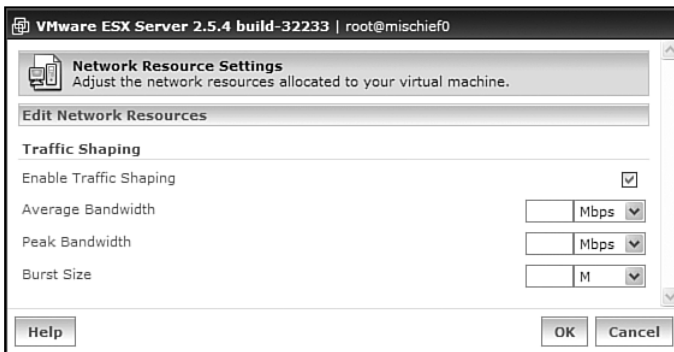 VMware ESX Server 2.5.4 build-32233 | root@mischief0
Network Resource Settings
Adjust the network resources allocated to your virtual machine.
Edit Network Resources
Traffic Shaping
Enable Traffic Shaping
Average Bandwidth Mbps
Peak Bandwidth Mbps
Burst Size M
Help OK Cancel